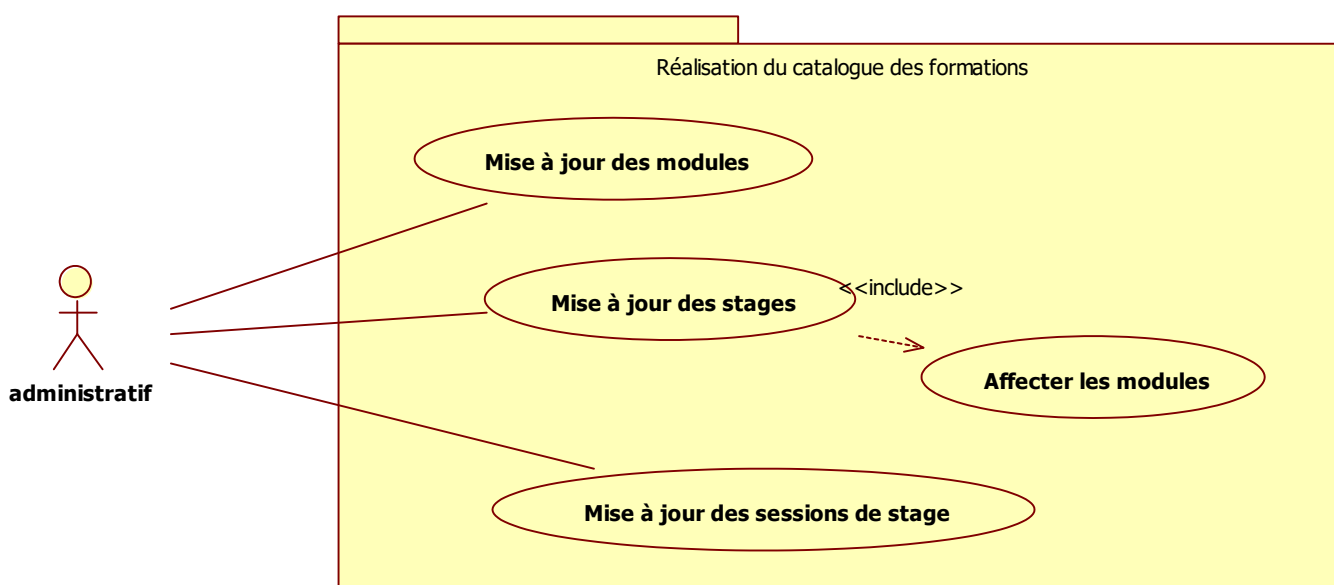 Réalisation du catalogue des formations
Mise à jour des modules
Mise à jour des stages
<<include>>
Affecter les modules
administratif
Mise à jour des sessions de stage